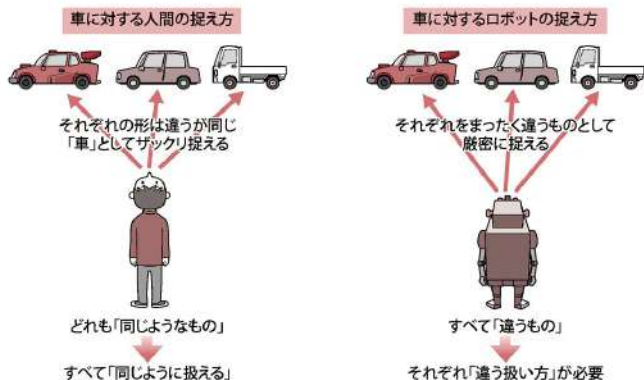 車に対する人間の捉え方
それぞれの形は違うが同じ
「車」としてザックリ捉える
どれも「同じようなもの」
すべて「同じように扱える」
車に対するロボットの捉え方
それぞれをまったく違うものとして
厳密に捉える
すべて「違うもの」
それぞれ「違う扱い方」が必要